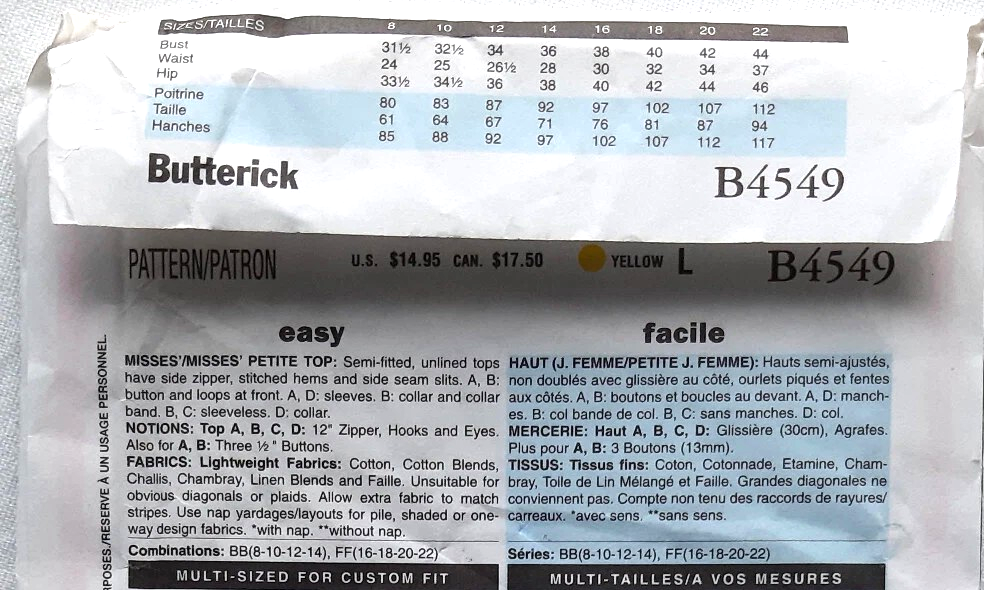 SIZES/TAILLES 8 10 12 14 16 18 20 22
Bust 31½ 32½ 34 36 38 40 42 44
Waist 24 25 26½ 28 30 32 34 37
Hip 33½ 34½ 36 38 40 42 44 46
Poitrine 80 83 87 92 97 102 107 112
Taille 61 64 67 71 76 81 87 94
Hanches 85 88 92 97 102 107 112 117
Butterick B4549
PATTERN/PATRON U.S. $14.95 CAN. $17.50 YELLOW L B4549
easy
MISSES'/MISSES' PETITE TOP: Semi-fitted, unlined tops
have side zipper, stitched hems and side seam slits. A, B:
button and loops at front. A, D: sleeves. B: collar and collar
band. B, C: sleeveless. D: collar.
NOTIONS: Top A, B, C, D: 12" Zipper, Hooks and Eyes.
Also for A, B: Three ½ " Buttons.
FABRICS: Lightweight Fabrics: Cotton, Cotton Blends,
Challis, Chambray, Linen Blends and Faille. Unsuitable for
obvious diagonals or plaids. Allow extra fabric to match
stripes. Use nap yardages/layouts for pile, shaded or one-
way design fabrics. *with nap. **without nap.
Combinations: BB(8-10-12-14), FF(16-18-20-22)
MULTI-SIZED FOR CUSTOM FIT
facile
HAUT (J. FEMME/PETITE J. FEMME): Hauts semi-ajustés,
non doublés avec glissière au côté, ourlets piqués et fentes
aux côtés. A, B: boutons et boucles au devant. A, D: manch-
es. B: col bande de col. B, C: sans manches. D: col.
MERCERIE: Haut A, B, C, D: Glissière (30cm), Agrafes.
Plus pour A, B: 3 Boutons (13mm).
TISSUS: Tissus fins: Coton, Cotonnade, Etamine, Cham-
bray, Toile de Lin Mélangé et Faille. Grandes diagonales ne
conviennent pas. Compte non tenu des raccords de rayures/
carreaux. *avec sens. **sans sens.
Séries: BB(8-10-12-14), FF(16-18-20-22)
MULTI-TAILLES/A VOS MESURES
RPOSES./RESERVE À UN USAGE PERSONNEL.